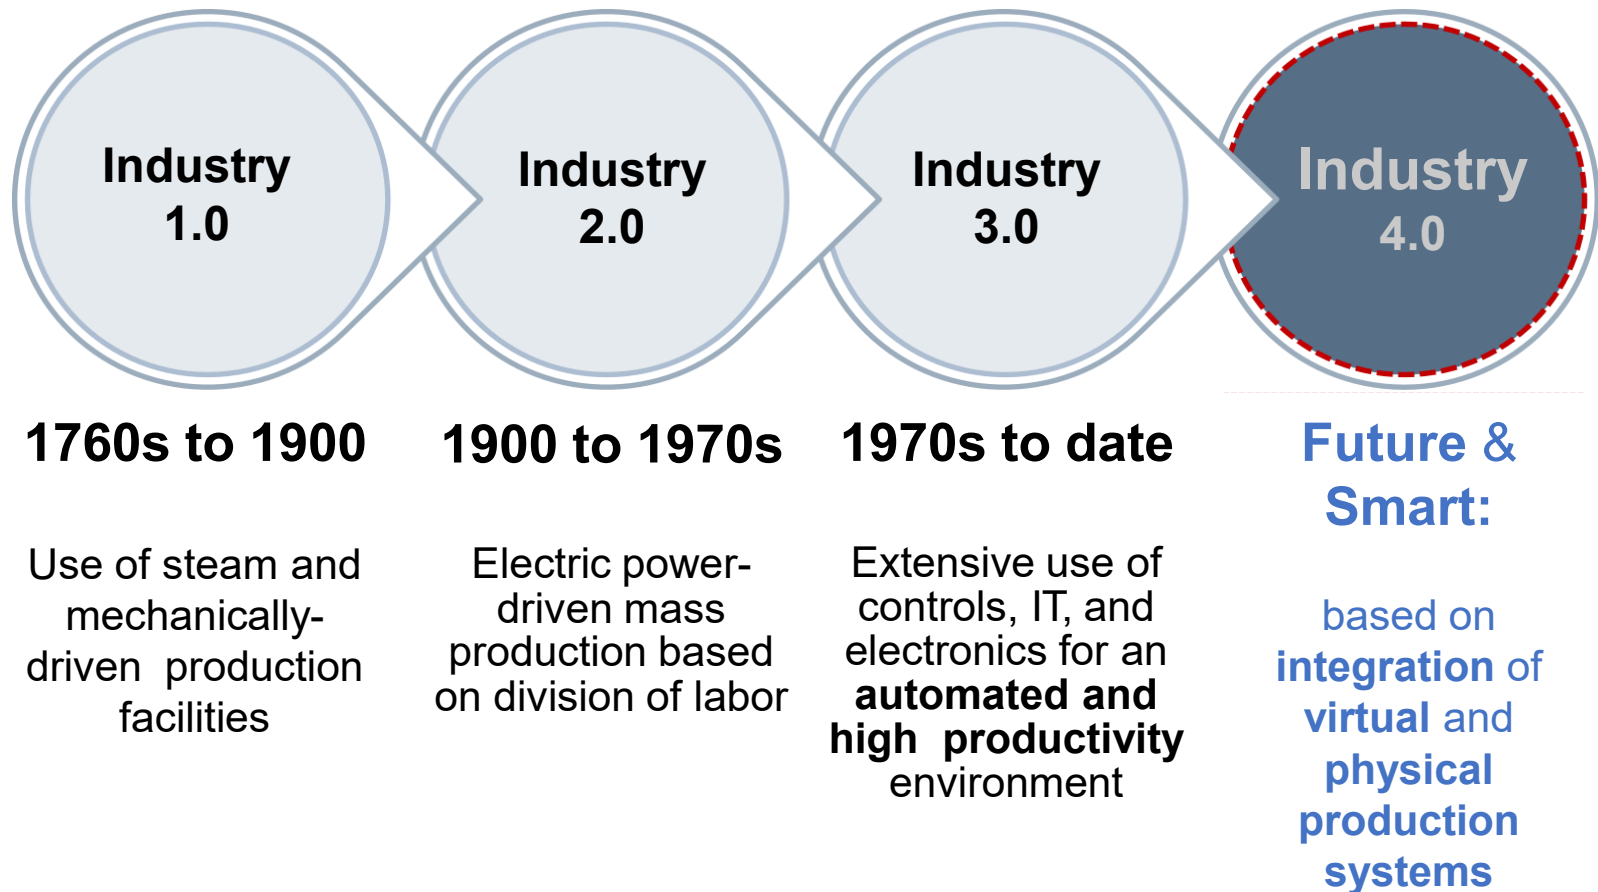 Industry
1.0
Industry
2.0
Industry
3.0
Industry
4.0
1760s to 1900
Use of steam and
mechanically-
driven production
facilities
1900 to 1970s
Electric power-
driven mass
production based
on division of labor
1970s to date
Extensive use of
controls, IT, and
electronics for an
automated and
high productivity
environment
Future &
Smart:
based on
integration of
virtual and
physical
production
systems